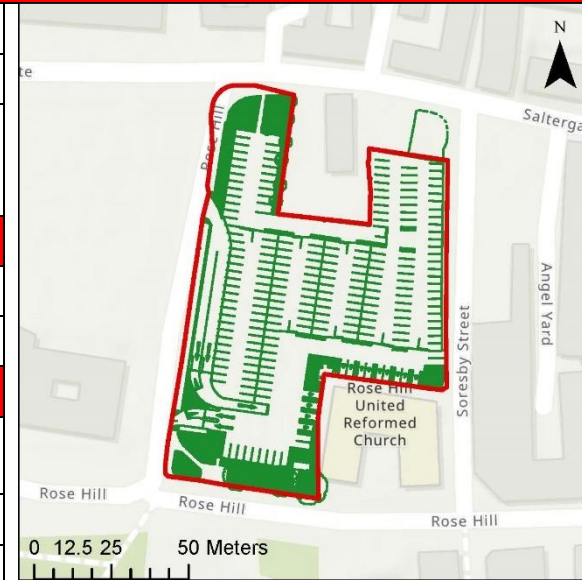 N
te
Salterga
Rose Hill
Angel Yard
Soresby Street
Rose Hill
United
Reformed
Church
Rose Hill
Rose Hill
Rose Hill
0 12.5 25 50 Meters